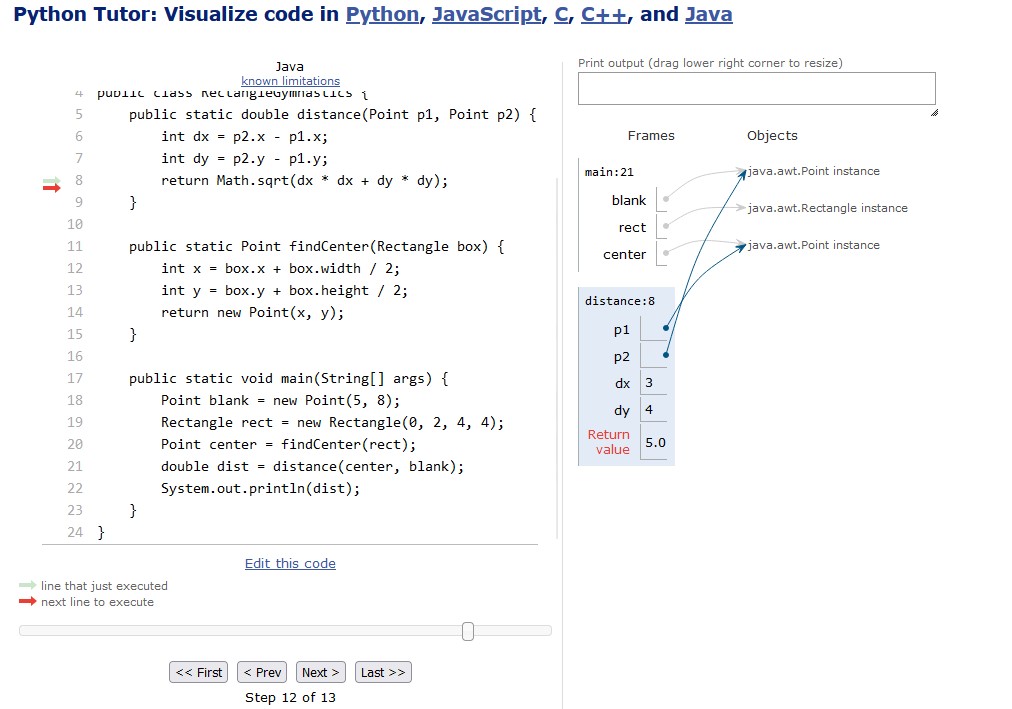 Python Tutor: Visualize code in Python, JavaScript, C, C++, and Java
Java
known limitations
4 public class RectangleGymnastics {
5 public static double distance(Point p1, Point p2) {
6 int dx = p2.x - p1.x;
7 int dy = p2.y - p1.y;
8 return Math.sqrt(dx * dx + dy * dy);
9 }
10
11 public static Point findCenter(Rectangle box) {
12 int x = box.x + box.width / 2;
13 int y = box.y + box.height / 2;
14 return new Point(x, y);
15 }
16
17 public static void main(String[] args) {
18 Point blank = new Point(5, 8);
19 Rectangle rect = new Rectangle(0, 2, 4, 4);
20 Point center = findCenter(rect);
21 double dist = distance(center, blank);
22 System.out.println(dist);
23 }
24 }
Edit this code
line that just executed
next line to execute
<< First < Prev Next > Last >>
Step 12 of 13
Print output (drag lower right corner to resize)
Frames Objects
main:21
blank
rect
center
java.awt.Point instance
java.awt.Rectangle instance
java.awt.Point instance
distance:8
p1
p2
dx 3
dy 4
Return
value 5.0